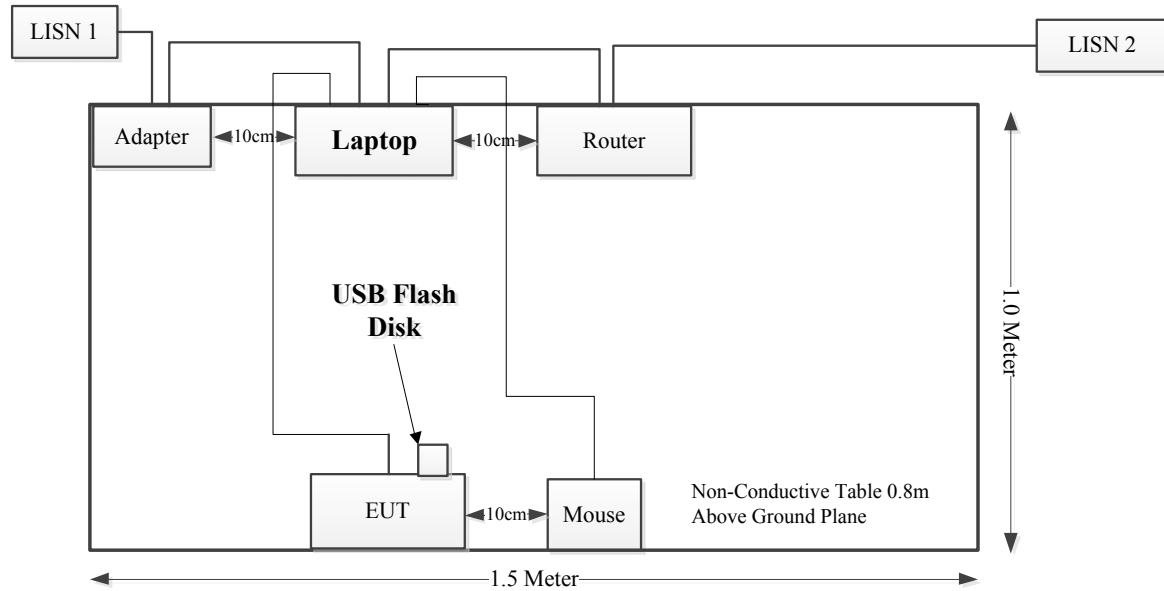 LISN 1
LISN 2
Adapter
10cm
Laptop
10cm
Router
USB Flash
Disk
1.0 Meter
EUT
10cm
Mouse
Non-Conductive Table 0.8m
Above Ground Plane
1.5 Meter